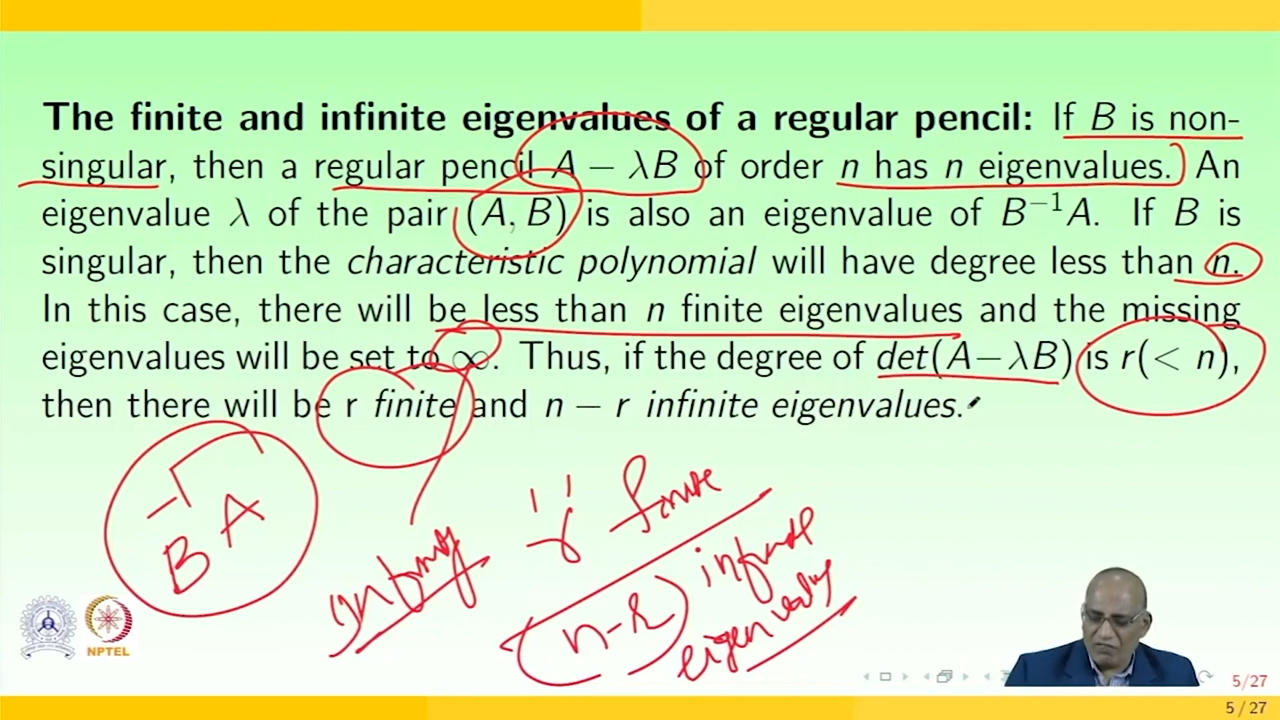 The finite and infinite eigenvalues of a regular pencil: If B is non-
singular, then a regular pencil A − λB of order n has n eigenvalues. An
eigenvalue λ of the pair (A, B) is also an eigenvalue of B⁻¹A. If B is
singular, then the characteristic polynomial will have degree less than n.
In this case, there will be less than n finite eigenvalues and the missing
eigenvalues will be set to ∞. Thus, if the degree of det(A−λB) is r(< n),
then there will be r finite and n − r infinite eigenvalues.
B⁻¹A
infinity
"r" finite
(n-r) infinite
eigenvalues
NPTEL
5/27
5 / 27